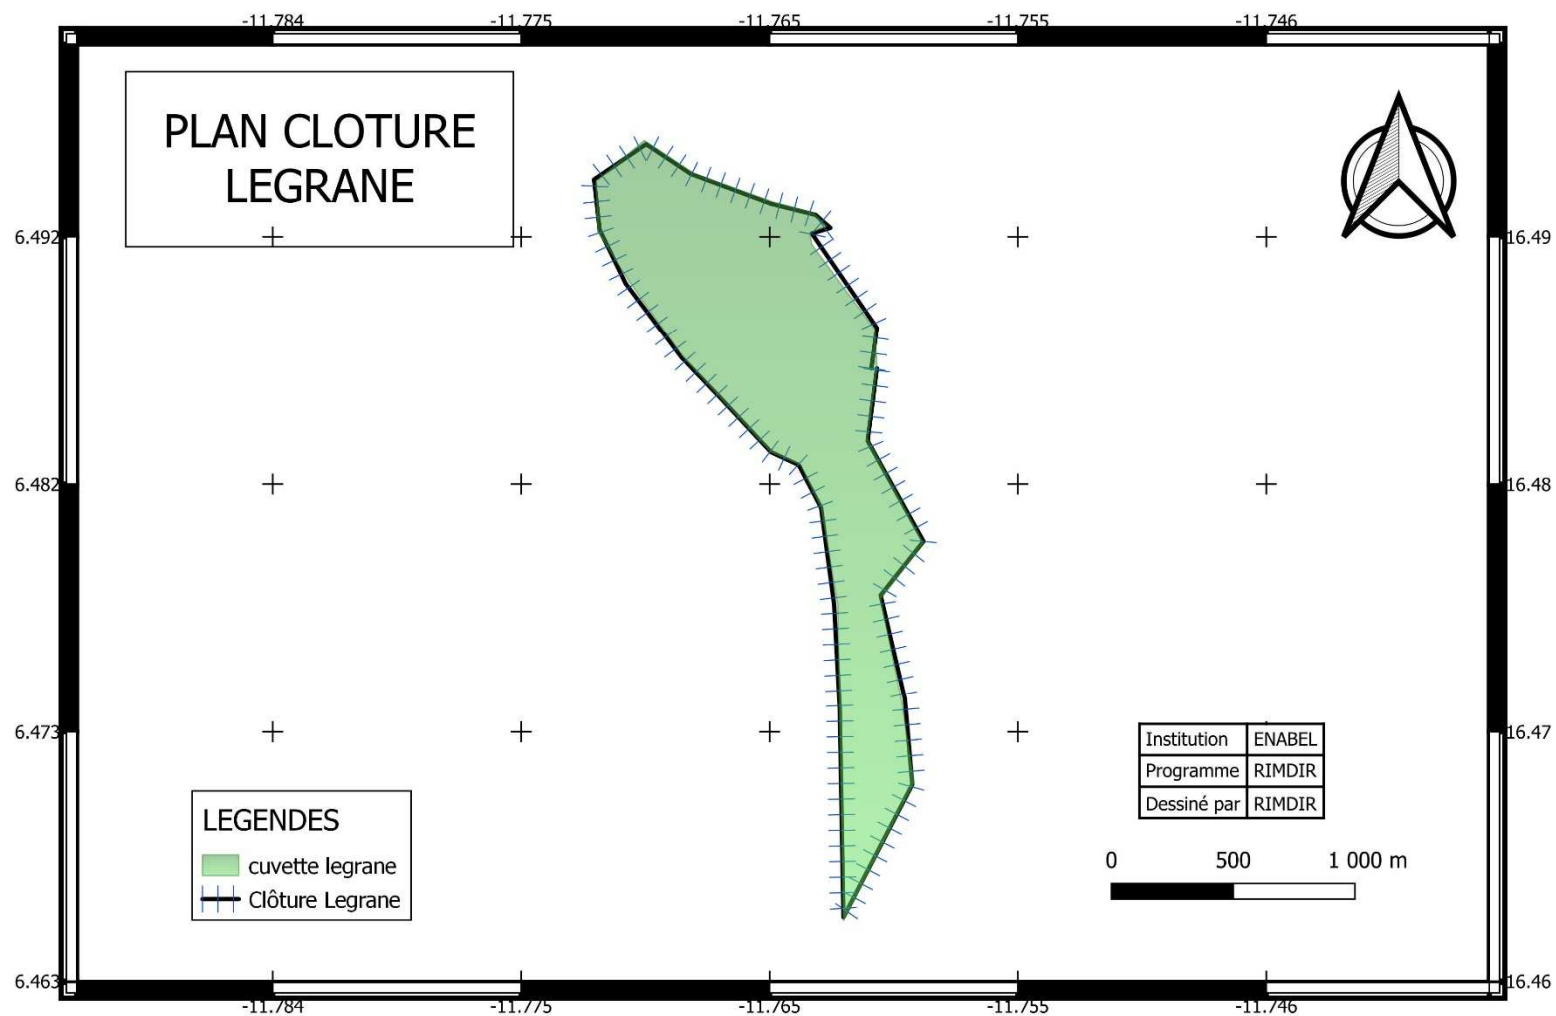 -11.784 -11.775 -11.765 -11.755 -11.746
PLAN CLOTURE
LEGRANE
6.492 16.49
6.482 16.48
6.473 16.47
Institution ENABEL
Programme RIMDIR
Dessiné par RIMDIR
LEGENDES
cuvette legrane
Clôture Legrane
0 500 1 000 m
6.463 16.46
-11.784 -11.775 -11.765 -11.755 -11.746